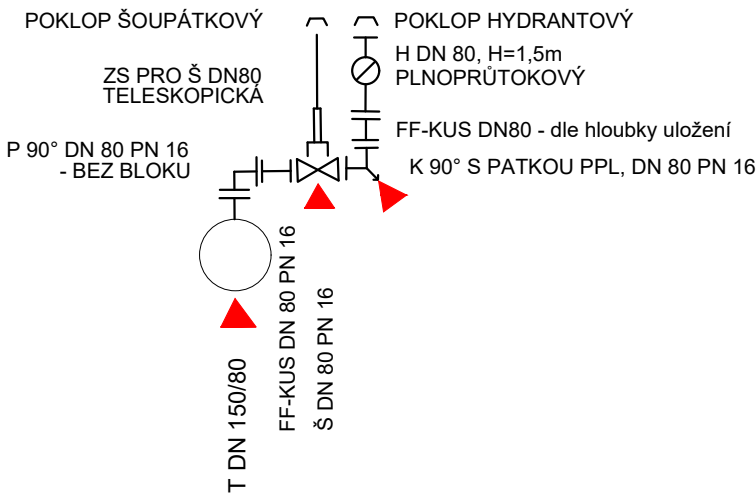 POKLOP ŠOUPÁTKOVÝ
POKLOP HYDRANTOVÝ
H DN 80, H=1,5m
PLNOPRŮTOKOVÝ
ZS PRO Š DN80
TELESKOPICKÁ
FF-KUS DN80 - dle hloubky uložení
P 90° DN 80 PN 16
- BEZ BLOKU
K 90° S PATKOU PPL, DN 80 PN 16
T DN 150/80
FF-KUS DN 80 PN 16
Š DN 80 PN 16